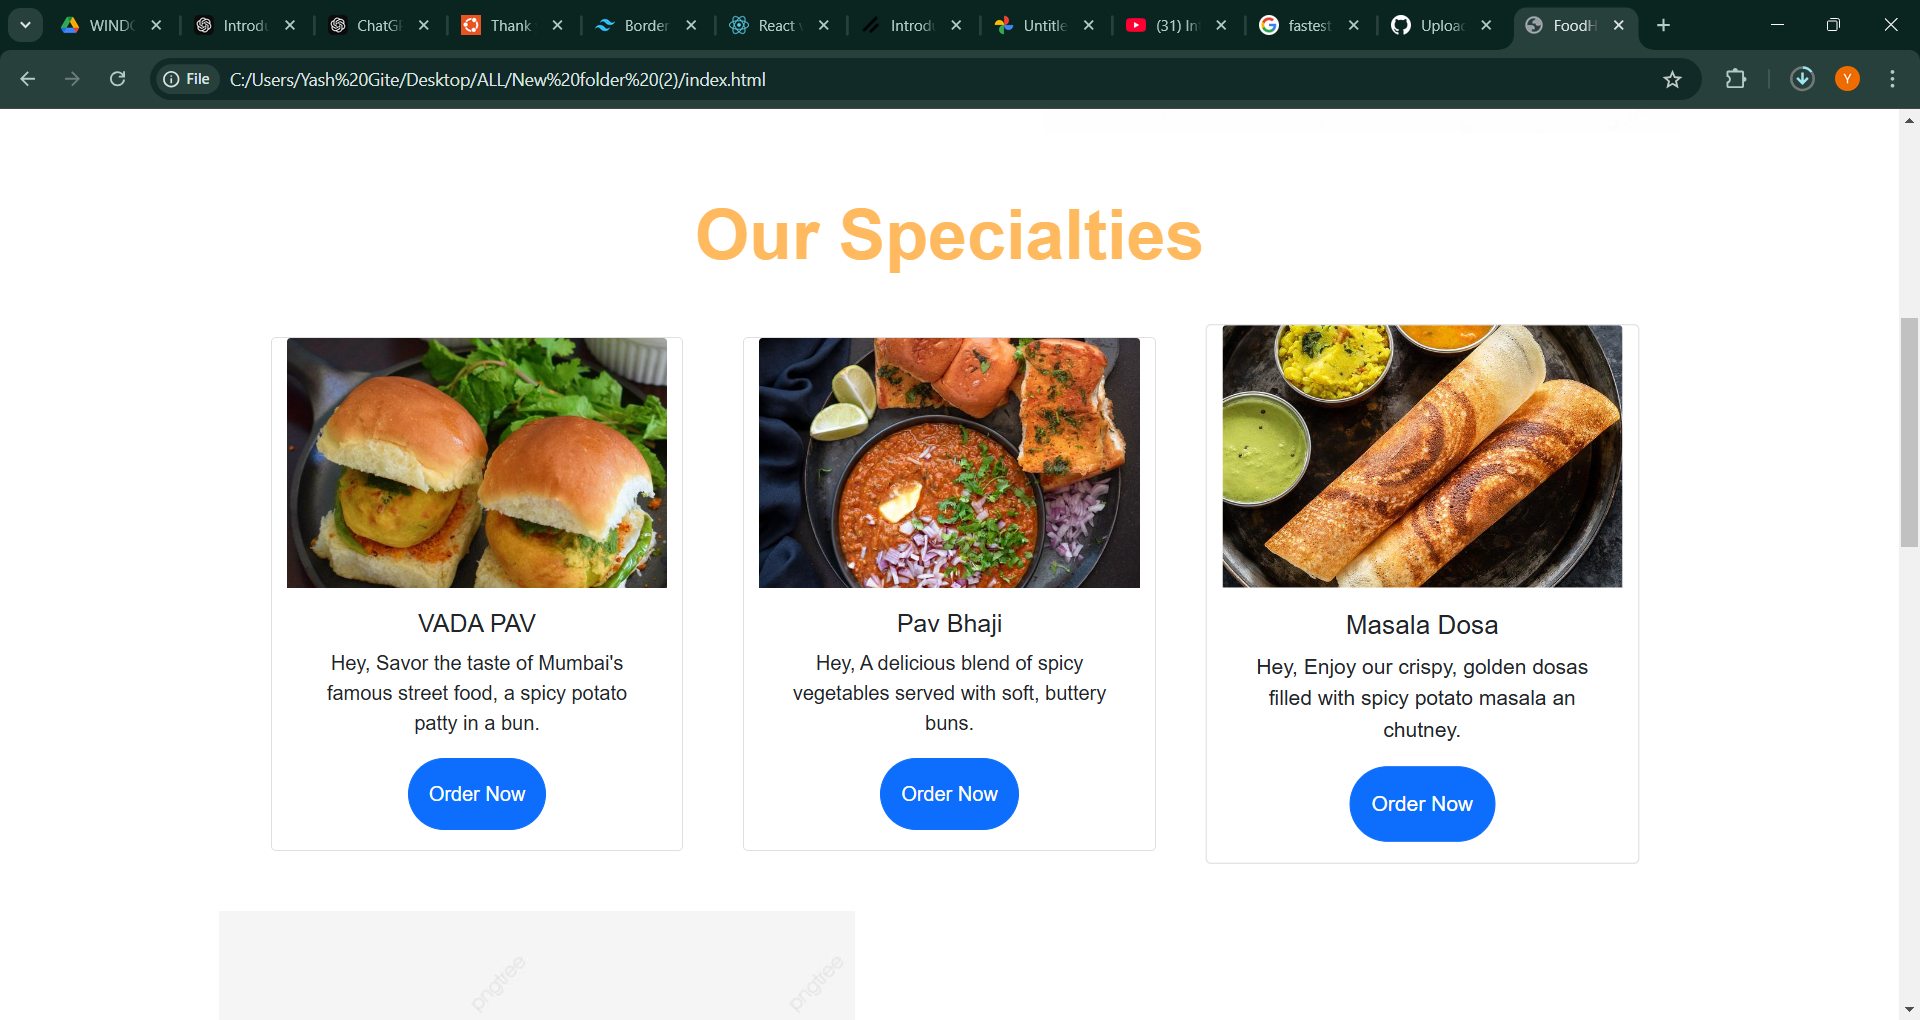 WINDO
Introdu
ChatGP
Thank
Border
React
Introdu
Untitle
(31) In
fastest
Upload
FoodH
File
C:/Users/Yash%20Gite/Desktop/ALL/New%20folder%20(2)/index.html
Y
Our Specialties
VADA PAV
Hey, Savor the taste of Mumbai's
famous street food, a spicy potato
patty in a bun.
Order Now
Pav Bhaji
Hey, A delicious blend of spicy
vegetables served with soft, buttery
buns.
Order Now
Masala Dosa
Hey, Enjoy our crispy, golden dosas
filled with spicy potato masala an
chutney.
Order Now
pngtree
pngtree